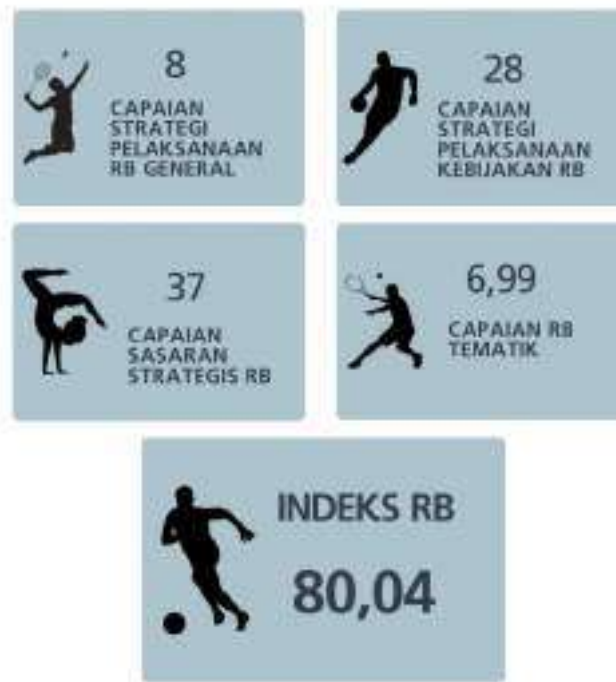 8
CAPAIAN
STRATEGI
PELAKSANAAN
RB GENERAL
28
CAPAIAN
STRATEGI
PELAKSANAAN
KEBIJAKAN RB
37
CAPAIAN
SASARAN
STRATEGIS RB
6,99
CAPAIAN RB
TEMATIK
INDEKS RB
80,04